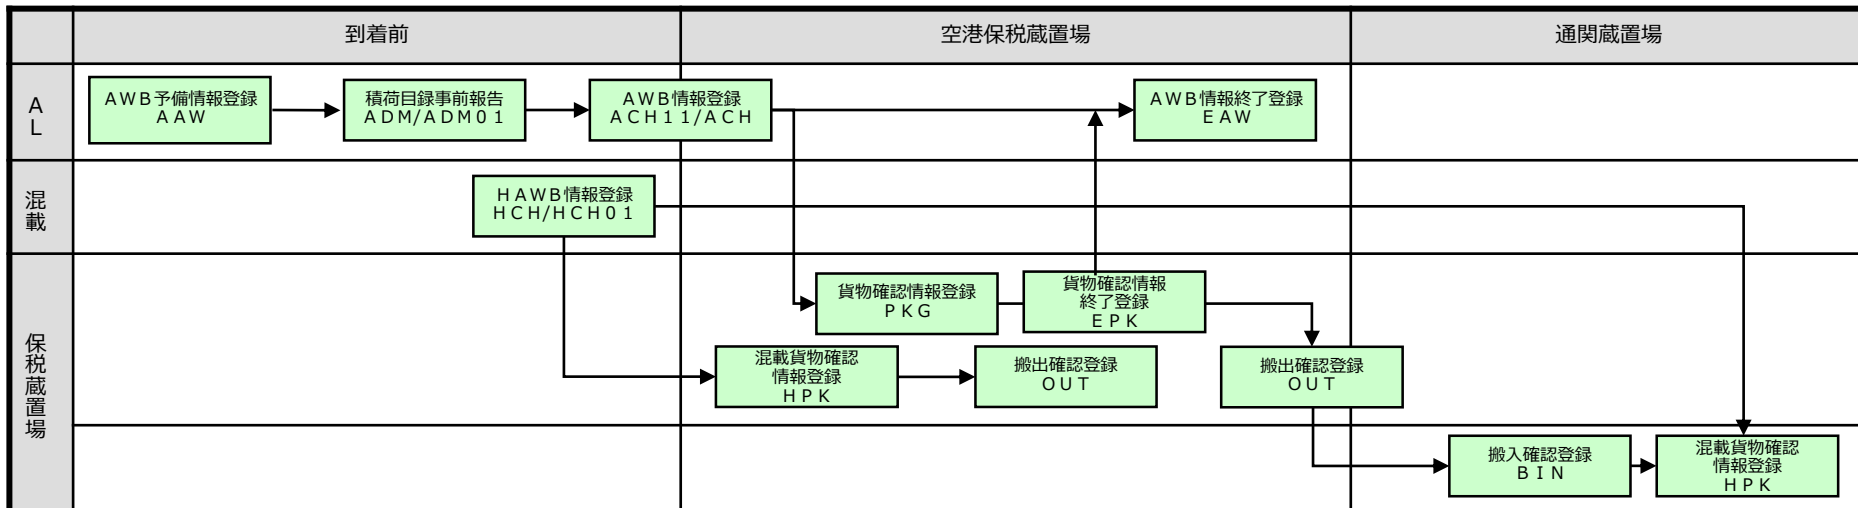 到着前
空港保税蔵置場
通関蔵置場
AL
AWB予備情報登録
AAW
積荷目録事前報告
ADM/ADM01
AWB情報登録
ACH11/ACH
AWB情報終了登録
EAW
混載
HAWB情報登録
HCH/HCH01
保税蔵置場
貨物確認情報登録
PKG
貨物確認情報
終了登録
EPK
混載貨物確認
情報登録
HPK
搬出確認登録
OUT
搬出確認登録
OUT
搬入確認登録
BIN
混載貨物確認
情報登録
HPK